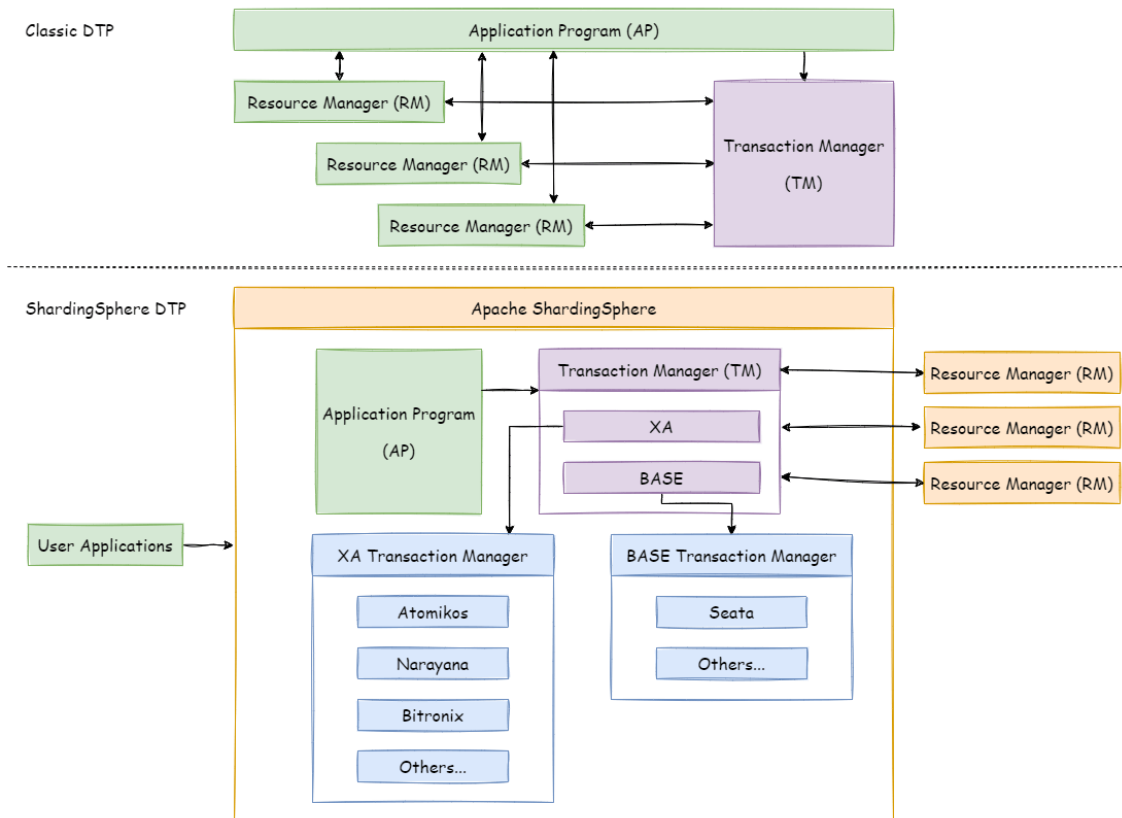 Classic DTP
Application Program (AP)
Resource Manager (RM)
Resource Manager (RM)
Resource Manager (RM)
Transaction Manager
(TM)
ShardingSphere DTP
Apache ShardingSphere
Application Program
(AP)
Transaction Manager (TM)
XA
BASE
Resource Manager (RM)
Resource Manager (RM)
Resource Manager (RM)
User Applications
XA Transaction Manager
Atomikos
Narayana
Bitronix
Others...
BASE Transaction Manager
Seata
Others...